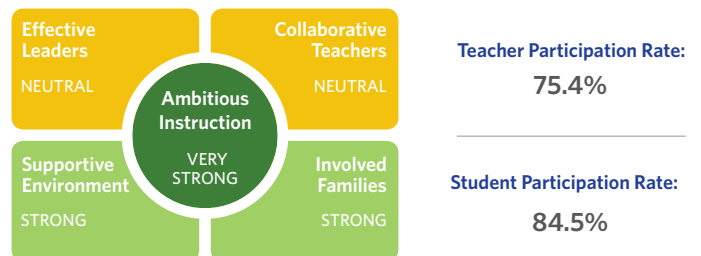 Effective
Leaders
NEUTRAL
Collaborative
Teachers
NEUTRAL
Ambitious
Instruction
VERY
STRONG
Supportive
Environment
STRONG
Involved
Families
STRONG
Teacher Participation Rate:
75.4%
Student Participation Rate:
84.5%